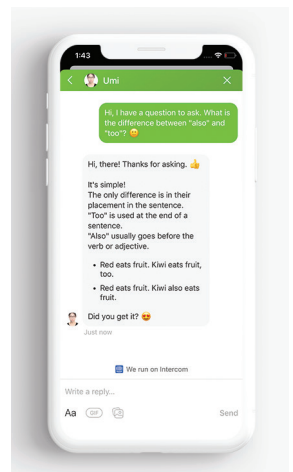 1:43
Umi
Hi, I have a question to ask. What is
the difference between "also" and
"too"? 🙂
Hi, there! Thanks for asking. 👍
It's simple!
The only difference is in their
placement in the sentence.
"Too" is used at the end of a
sentence.
"Also" usually goes before the
verb or adjective.
• Red eats fruit. Kiwi eats fruit,
too.
• Red eats fruit. Kiwi also eats
fruit.
Did you get it? 😍
Just now
We run on Intercom
Write a reply...
Aa GIF Send